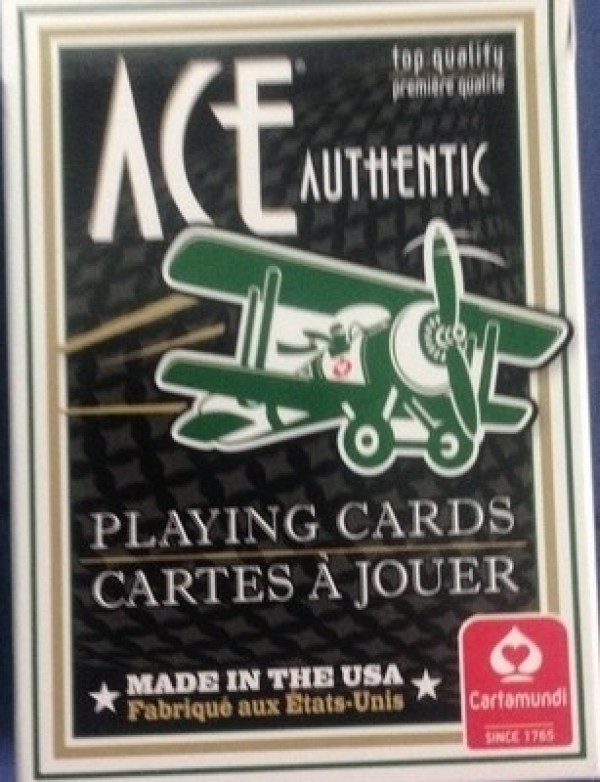 ACE
top quality
première qualité
AUTHENTIC
PLAYING CARDS
CARTES À JOUER
MADE IN THE USA
Fabriqué aux États-Unis
Cartamundi
SINCE 1765